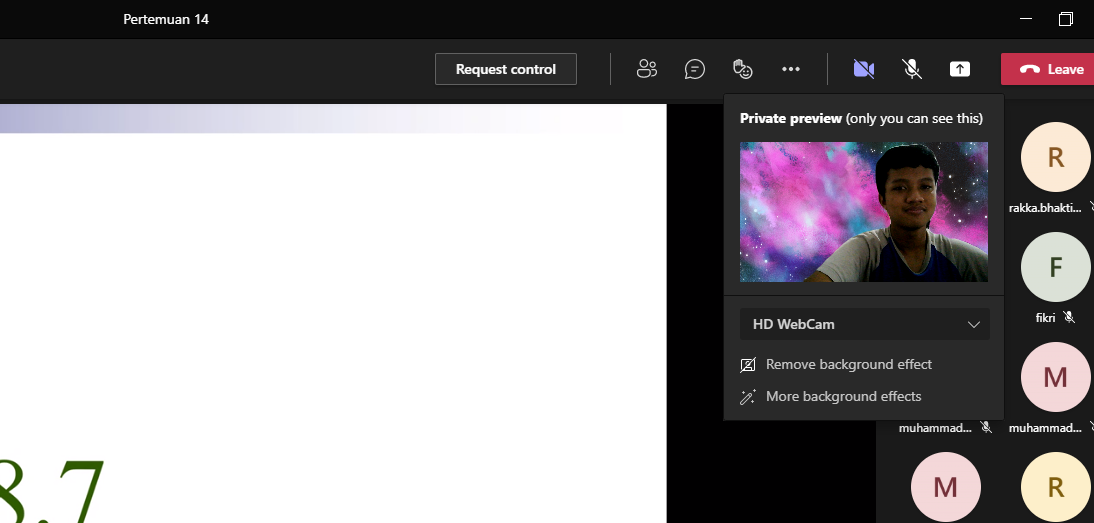 Pertemuan 14
Request control
Leave
Private preview (only you can see this)
R
rakka.bhakti...
F
fikri
HD WebCam
Remove background effect
More background effects
M
muhammad...
muhammad...
M
R
8.7